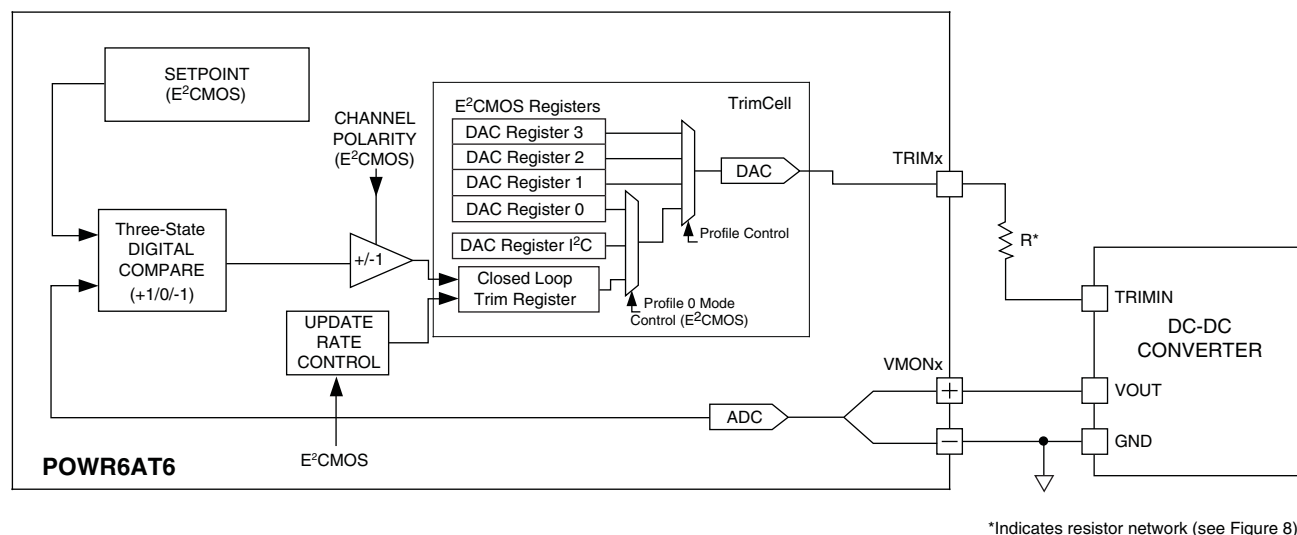 SETPOINT
(E²CMOS)
CHANNEL
POLARITY
(E²CMOS)
E²CMOS Registers
TrimCell
DAC Register 3
DAC Register 2
DAC Register 1
DAC Register 0
DAC Register I²C
Closed Loop
Trim Register
DAC
Profile Control
Profile 0 Mode
Control (E²CMOS)
Three-State
DIGITAL
COMPARE
(+1/0/-1)
+/-1
UPDATE
RATE
CONTROL
E²CMOS
ADC
TRIMx
R*
TRIMIN
DC-DC
CONVERTER
VMONx
+
VOUT
–
GND
POWR6AT6
*Indicates resistor network (see Figure 8)